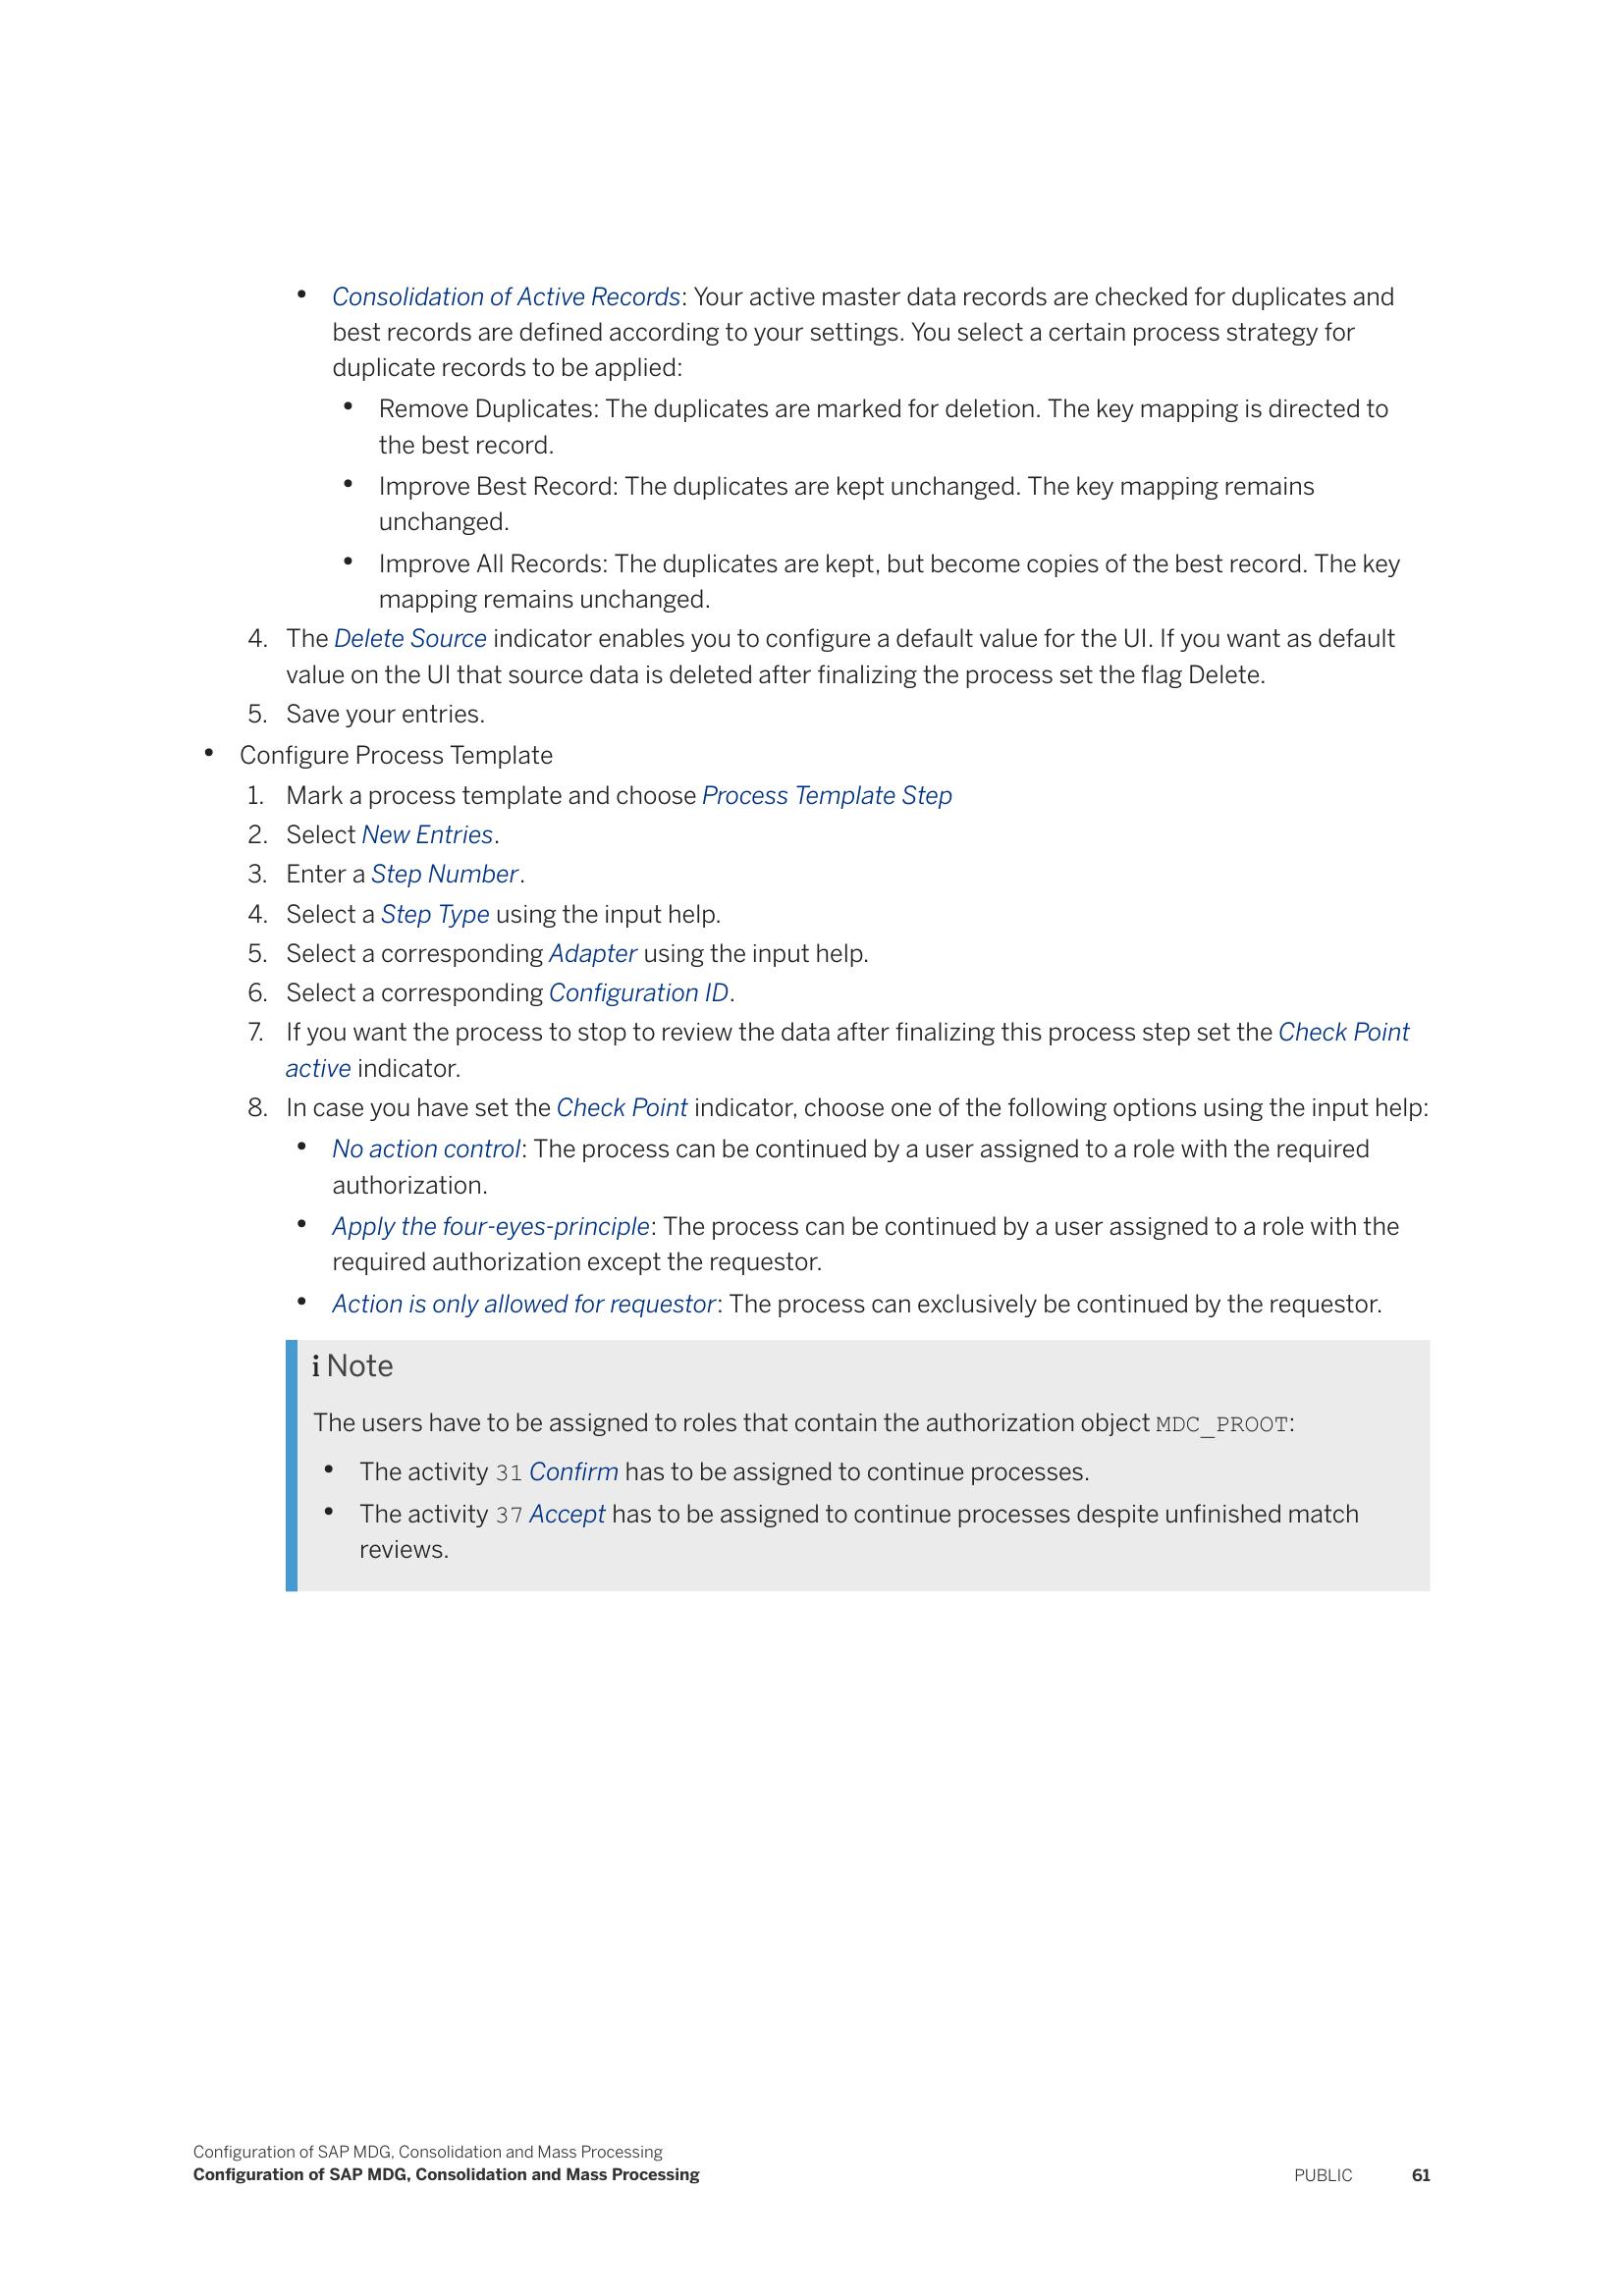 • Consolidation of Active Records: Your active master data records are checked for duplicates and
best records are defined according to your settings. You select a certain process strategy for
duplicate records to be applied:
• Remove Duplicates: The duplicates are marked for deletion. The key mapping is directed to
the best record.
• Improve Best Record: The duplicates are kept unchanged. The key mapping remains
unchanged.
• Improve All Records: The duplicates are kept, but become copies of the best record. The key
mapping remains unchanged.
4. The Delete Source indicator enables you to configure a default value for the UI. If you want as default
value on the UI that source data is deleted after finalizing the process set the flag Delete.
5. Save your entries.
• Configure Process Template
1. Mark a process template and choose Process Template Step
2. Select New Entries.
3. Enter a Step Number.
4. Select a Step Type using the input help.
5. Select a corresponding Adapter using the input help.
6. Select a corresponding Configuration ID.
7. If you want the process to stop to review the data after finalizing this process step set the Check Point
active indicator.
8. In case you have set the Check Point indicator, choose one of the following options using the input help:
• No action control: The process can be continued by a user assigned to a role with the required
authorization.
• Apply the four-eyes-principle: The process can be continued by a user assigned to a role with the
required authorization except the requestor.
• Action is only allowed for requestor: The process can exclusively be continued by the requestor.
i Note
The users have to be assigned to roles that contain the authorization object MDC_PROOT:
• The activity 31 Confirm has to be assigned to continue processes.
• The activity 37 Accept has to be assigned to continue processes despite unfinished match
reviews.
Configuration of SAP MDG, Consolidation and Mass Processing
Configuration of SAP MDG, Consolidation and Mass Processing PUBLIC 61